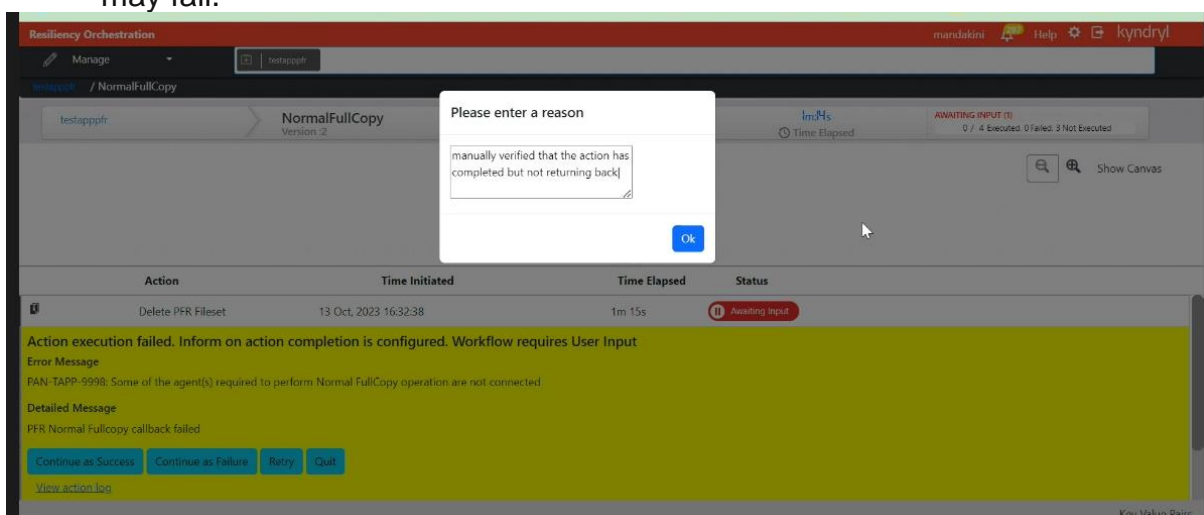 may fail.
Resiliency Orchestration
mandakini Help kyndryl
Manage testapppfr
testapppfr / NormalFullCopy
testapppfr
NormalFullCopy
Version :2
Please enter a reason
manually verified that the action has
completed but not returning back
Ok
Time Elapsed
AWAITING INPUT (1)
0 / 4 Executed. 0 Failed. 3 Not Executed
Show Canvas
Action Time Initiated Time Elapsed Status
Delete PFR Fileset 13 Oct, 2023 16:32:38 1m 15s Awaiting Input
Action execution failed. Inform on action completion is configured. Workflow requires User Input
Error Message
PAN-TAPP-9998: Some of the agent(s) required to perform Normal FullCopy operation are not connected
Detailed Message
PFR Normal Fullcopy callback failed
Continue as Success Continue as Failure Retry Quit
View action log
Key Value Pairs